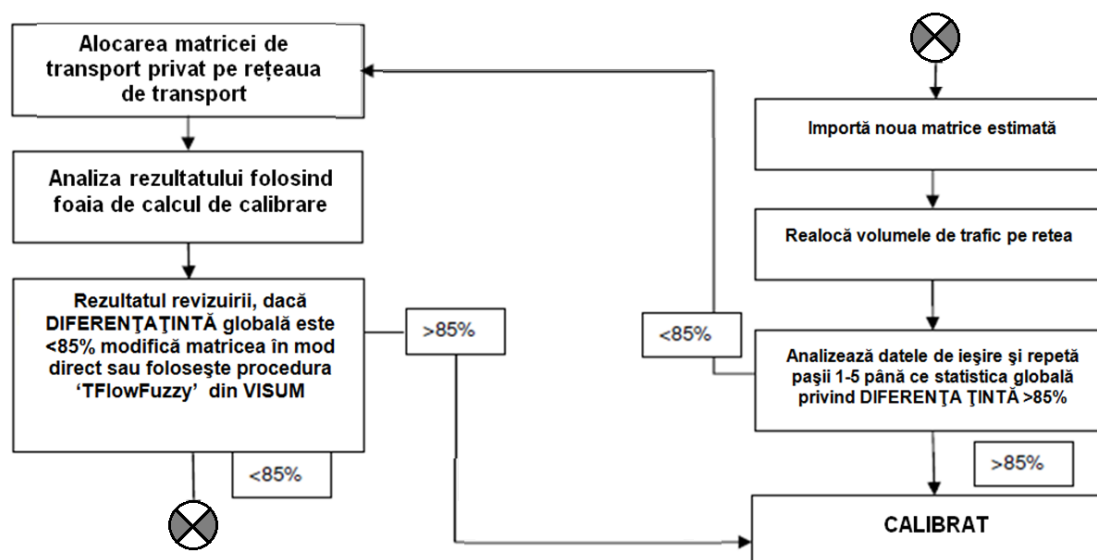 Alocarea matricei de
transport privat pe rețeaua
de transport
Analiza rezultatului folosind
foaia de calcul de calibrare
Rezultatul revizuirii, dacă
DIFERENŢAŢINTĂ globală este
<85% modifică matricea în mod
direct sau foloseşte procedura
‘TFlowFuzzy’ din VISUM
>85%
<85%
Importă noua matrice estimată
Realocă volumele de trafic pe retea
<85%
Analizează datele de ieşire şi repetă
paşii 1-5 până ce statistica globală
privind DIFERENŢA ŢINTĂ >85%
>85%
CALIBRAT